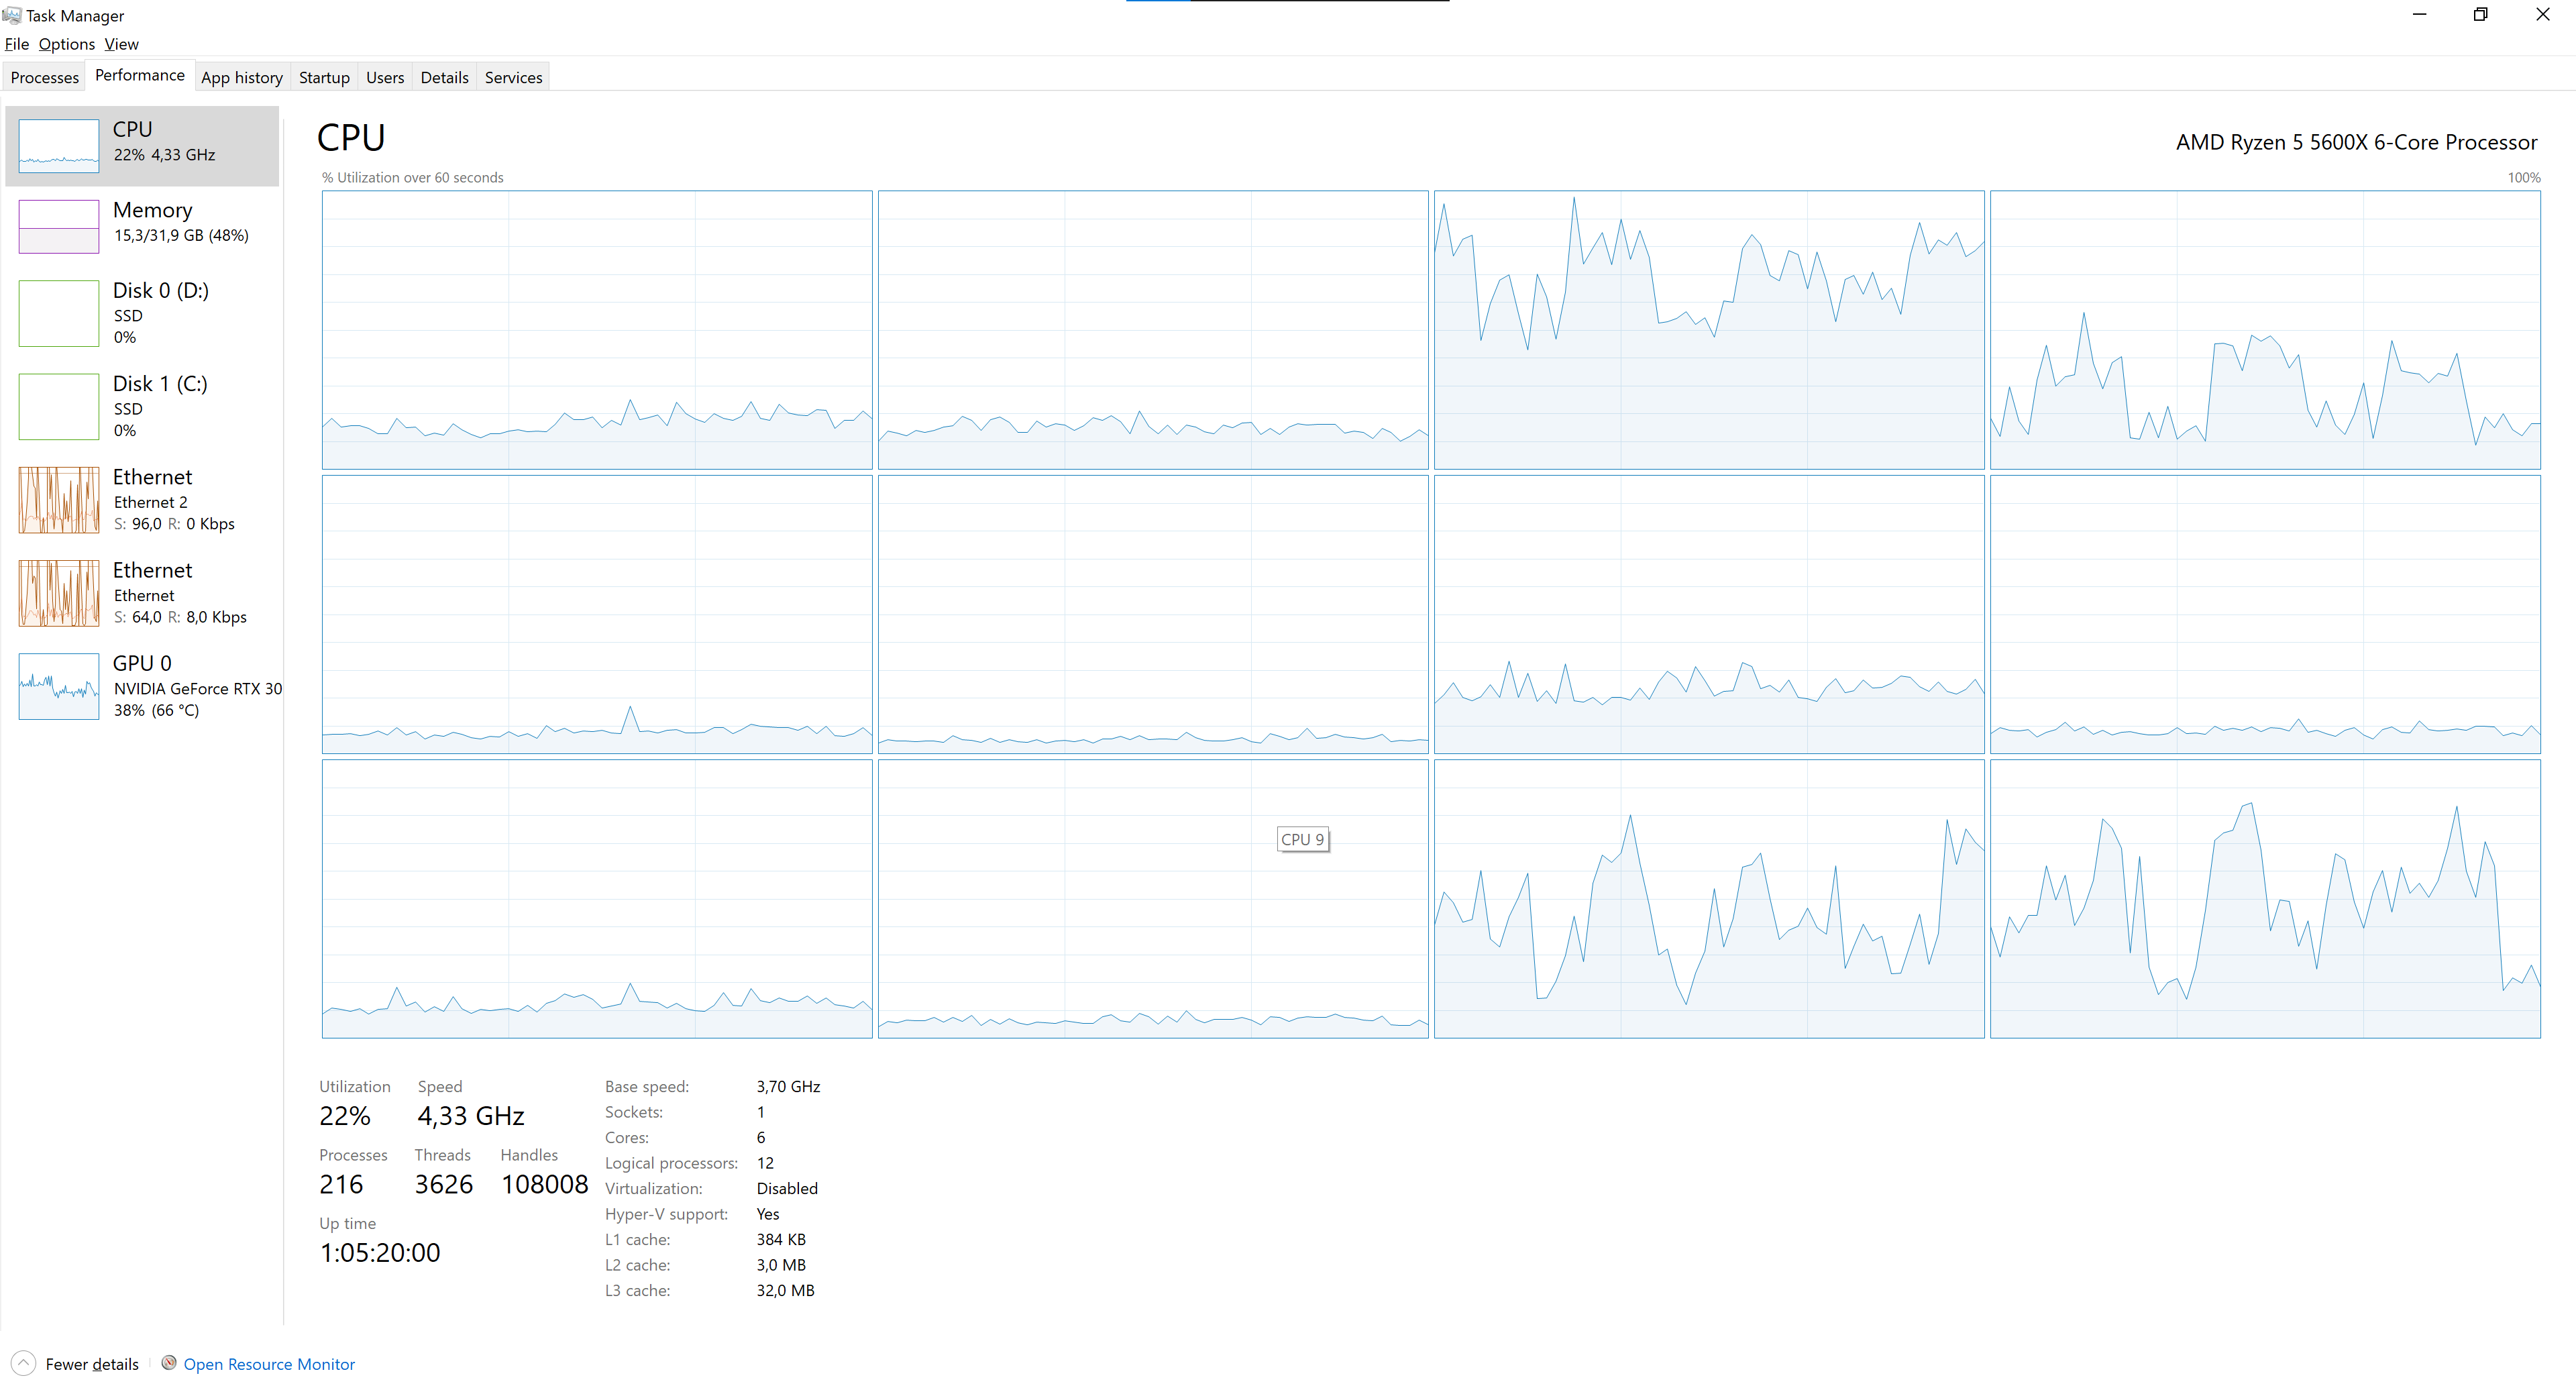 Task Manager
File Options View
Processes Performance App history Startup Users Details Services
CPU
22% 4,33 GHz
Memory
15,3/31,9 GB (48%)
Disk 0 (D:)
SSD
0%
Disk 1 (C:)
SSD
0%
Ethernet
Ethernet 2
S: 96,0 R: 0 Kbps
Ethernet
Ethernet
S: 64,0 R: 8,0 Kbps
GPU 0
NVIDIA GeForce RTX 30
38% (66 °C)
CPU
AMD Ryzen 5 5600X 6-Core Processor
% Utilization over 60 seconds
100%
CPU 9
Utilization Speed
22% 4,33 GHz
Processes Threads Handles
216 3626 108008
Up time
1:05:20:00
Base speed: 3,70 GHz
Sockets: 1
Cores: 6
Logical processors: 12
Virtualization: Disabled
Hyper-V support: Yes
L1 cache: 384 KB
L2 cache: 3,0 MB
L3 cache: 32,0 MB
Fewer details
Open Resource Monitor